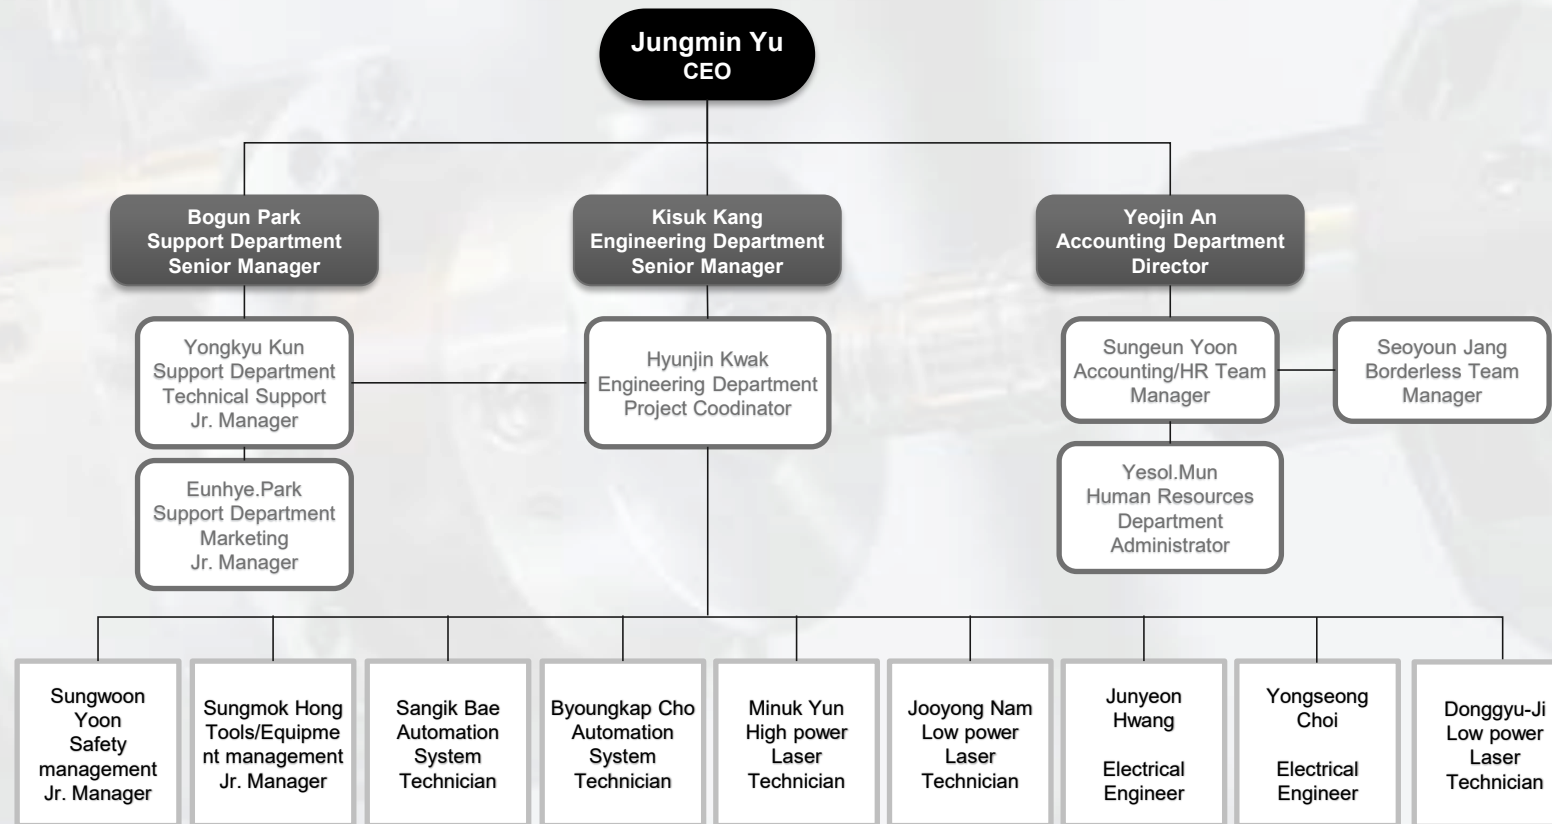 Jungmin Yu
CEO
Bogun Park
Support Department
Senior Manager
Kisuk Kang
Engineering Department
Senior Manager
Yeojin An
Accounting Department
Director
Yongkyu Kun
Support Department
Technical Support
Jr. Manager
Hyunjin Kwak
Engineering Department
Project Coodinator
Sungeun Yoon
Accounting/HR Team
Manager
Seoyoun Jang
Borderless Team
Manager
Eunhye.Park
Support Department
Marketing
Jr. Manager
Yesol.Mun
Human Resources
Department
Administrator
Sungwoon
Yoon
Safety
management
Jr. Manager
Sungmok Hong
Tools/Equipme
nt management
Jr. Manager
Sangik Bae
Automation
System
Technician
Byoungkap Cho
Automation
System
Technician
Minuk Yun
High power
Laser
Technician
Jooyong Nam
Low power
Laser
Technician
Junyeon
Hwang
Electrical
Engineer
Yongseong
Choi
Electrical
Engineer
Donggyu-Ji
Low power
Laser
Technician